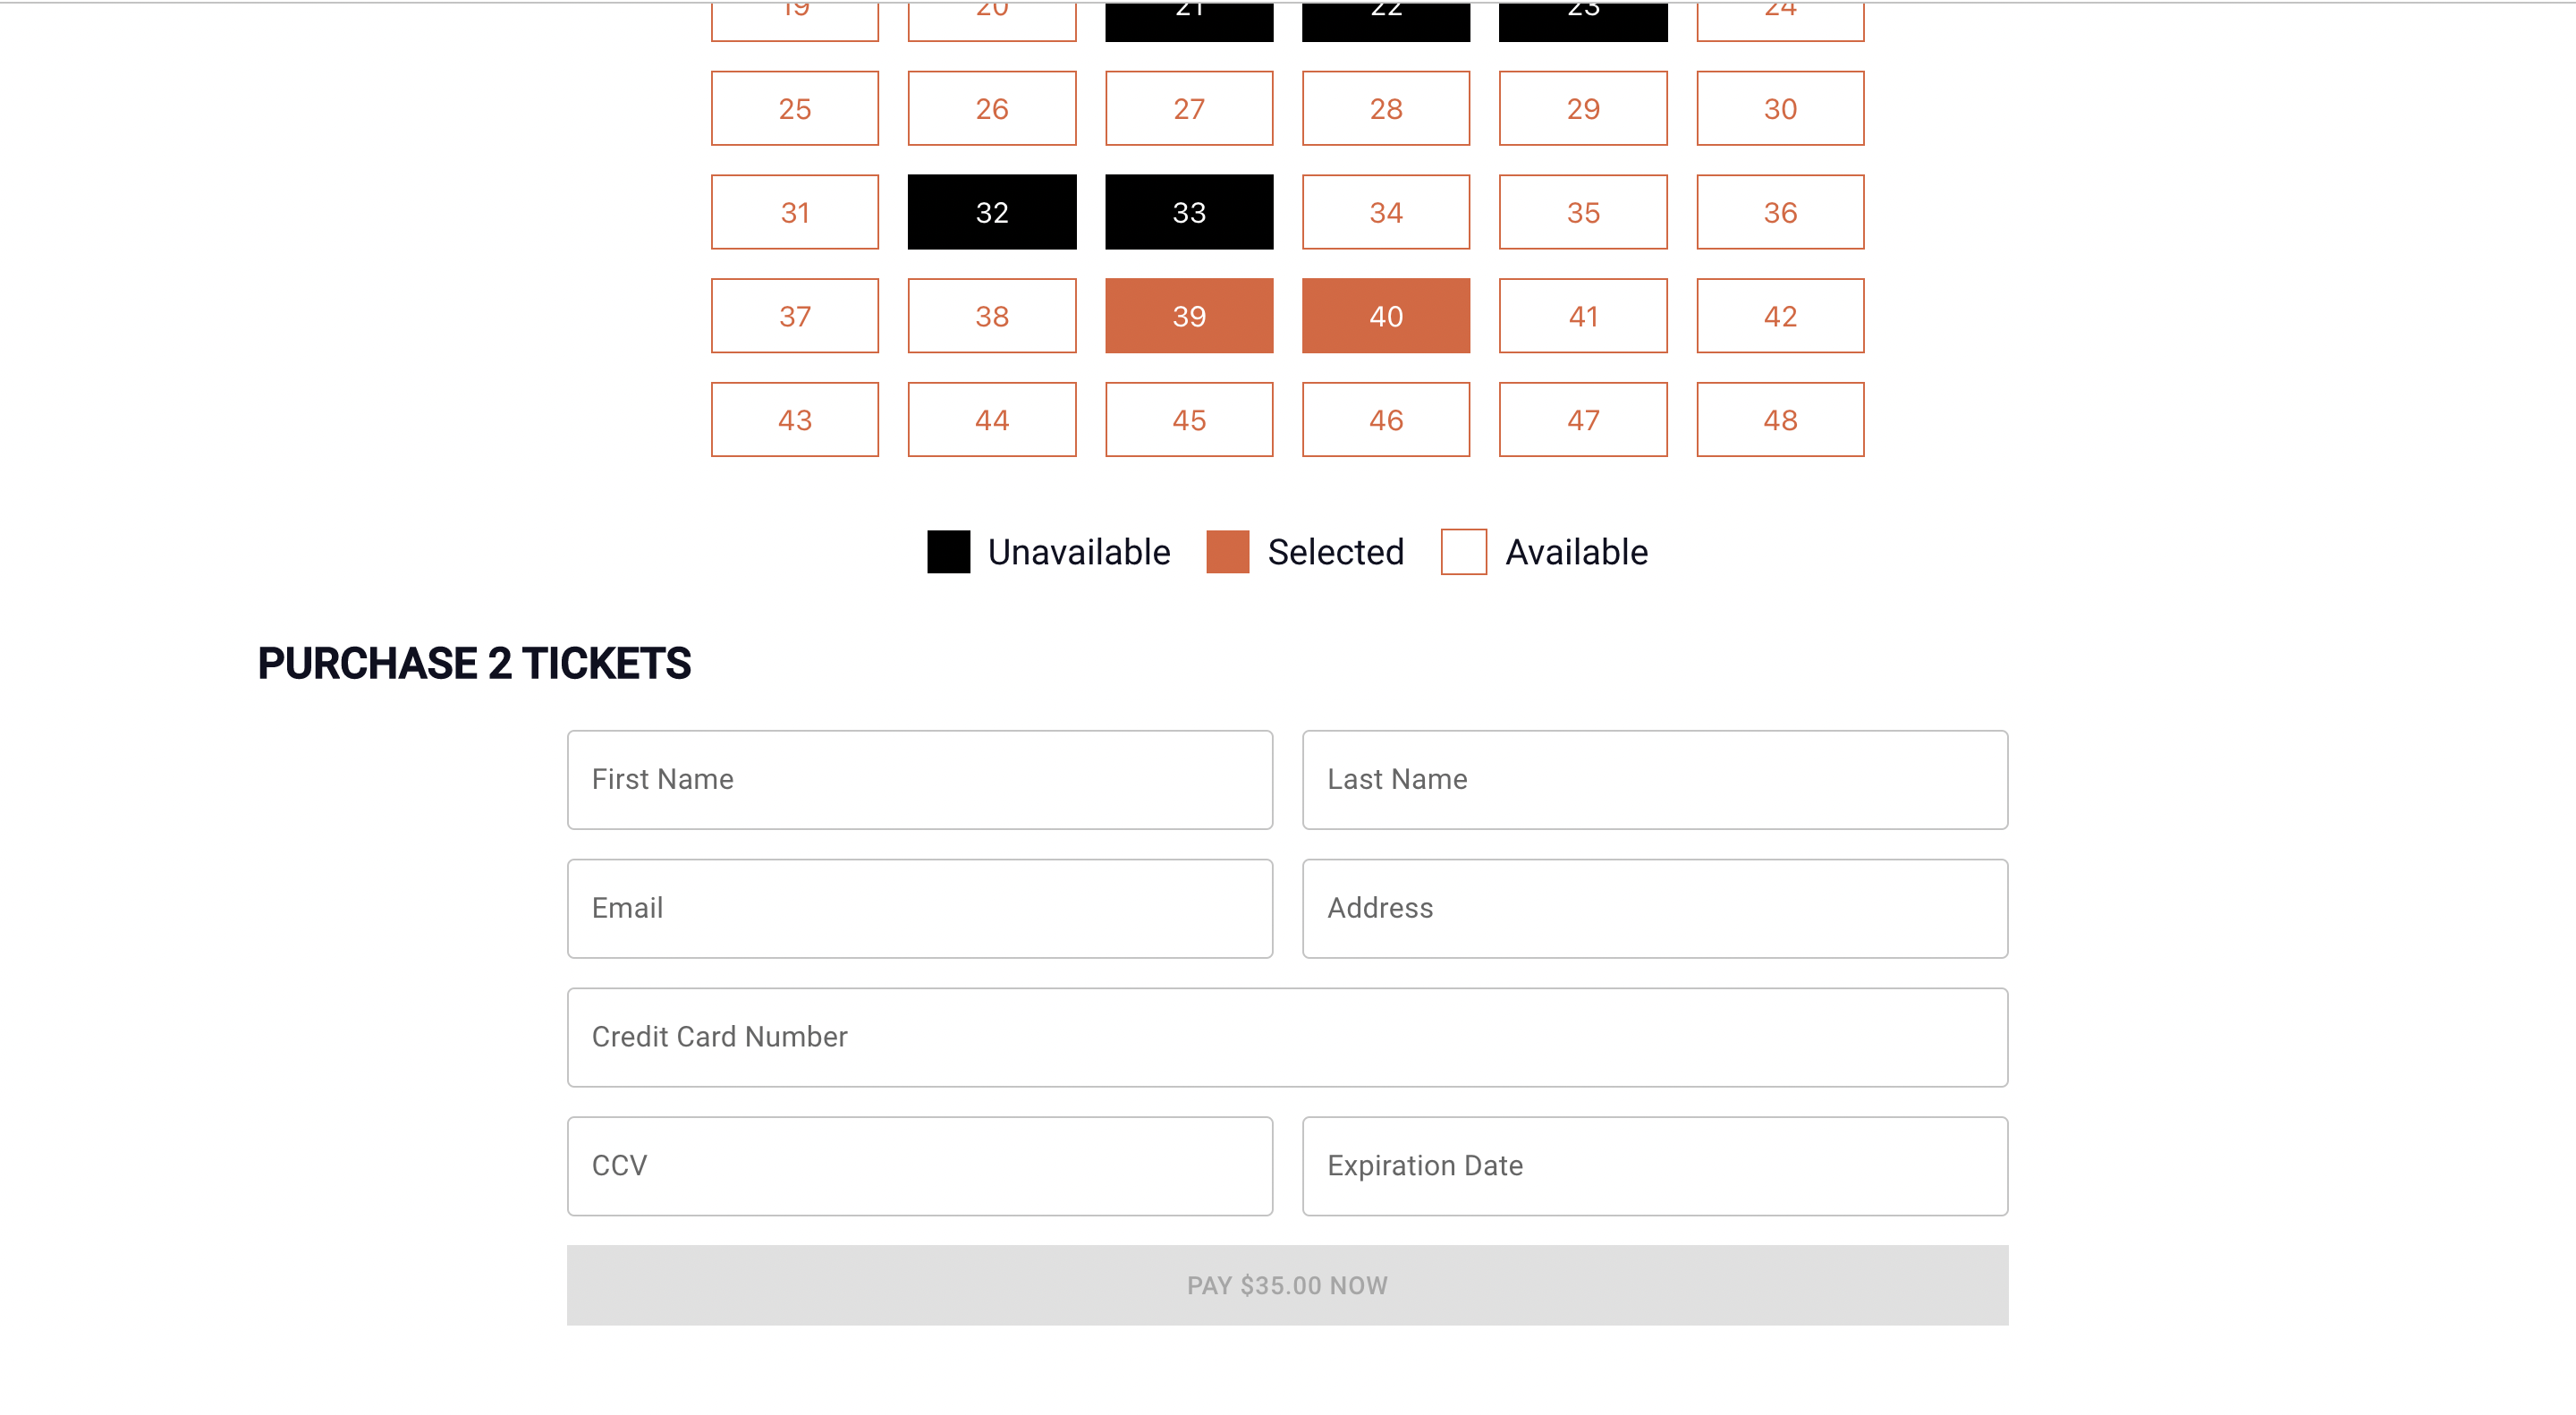 19 20 21 22 23 24
25 26 27 28 29 30
31 32 33 34 35 36
37 38 39 40 41 42
43 44 45 46 47 48
Unavailable Selected Available
PURCHASE 2 TICKETS
First Name Last Name
Email Address
Credit Card Number
CCV Expiration Date
PAY $35.00 NOW